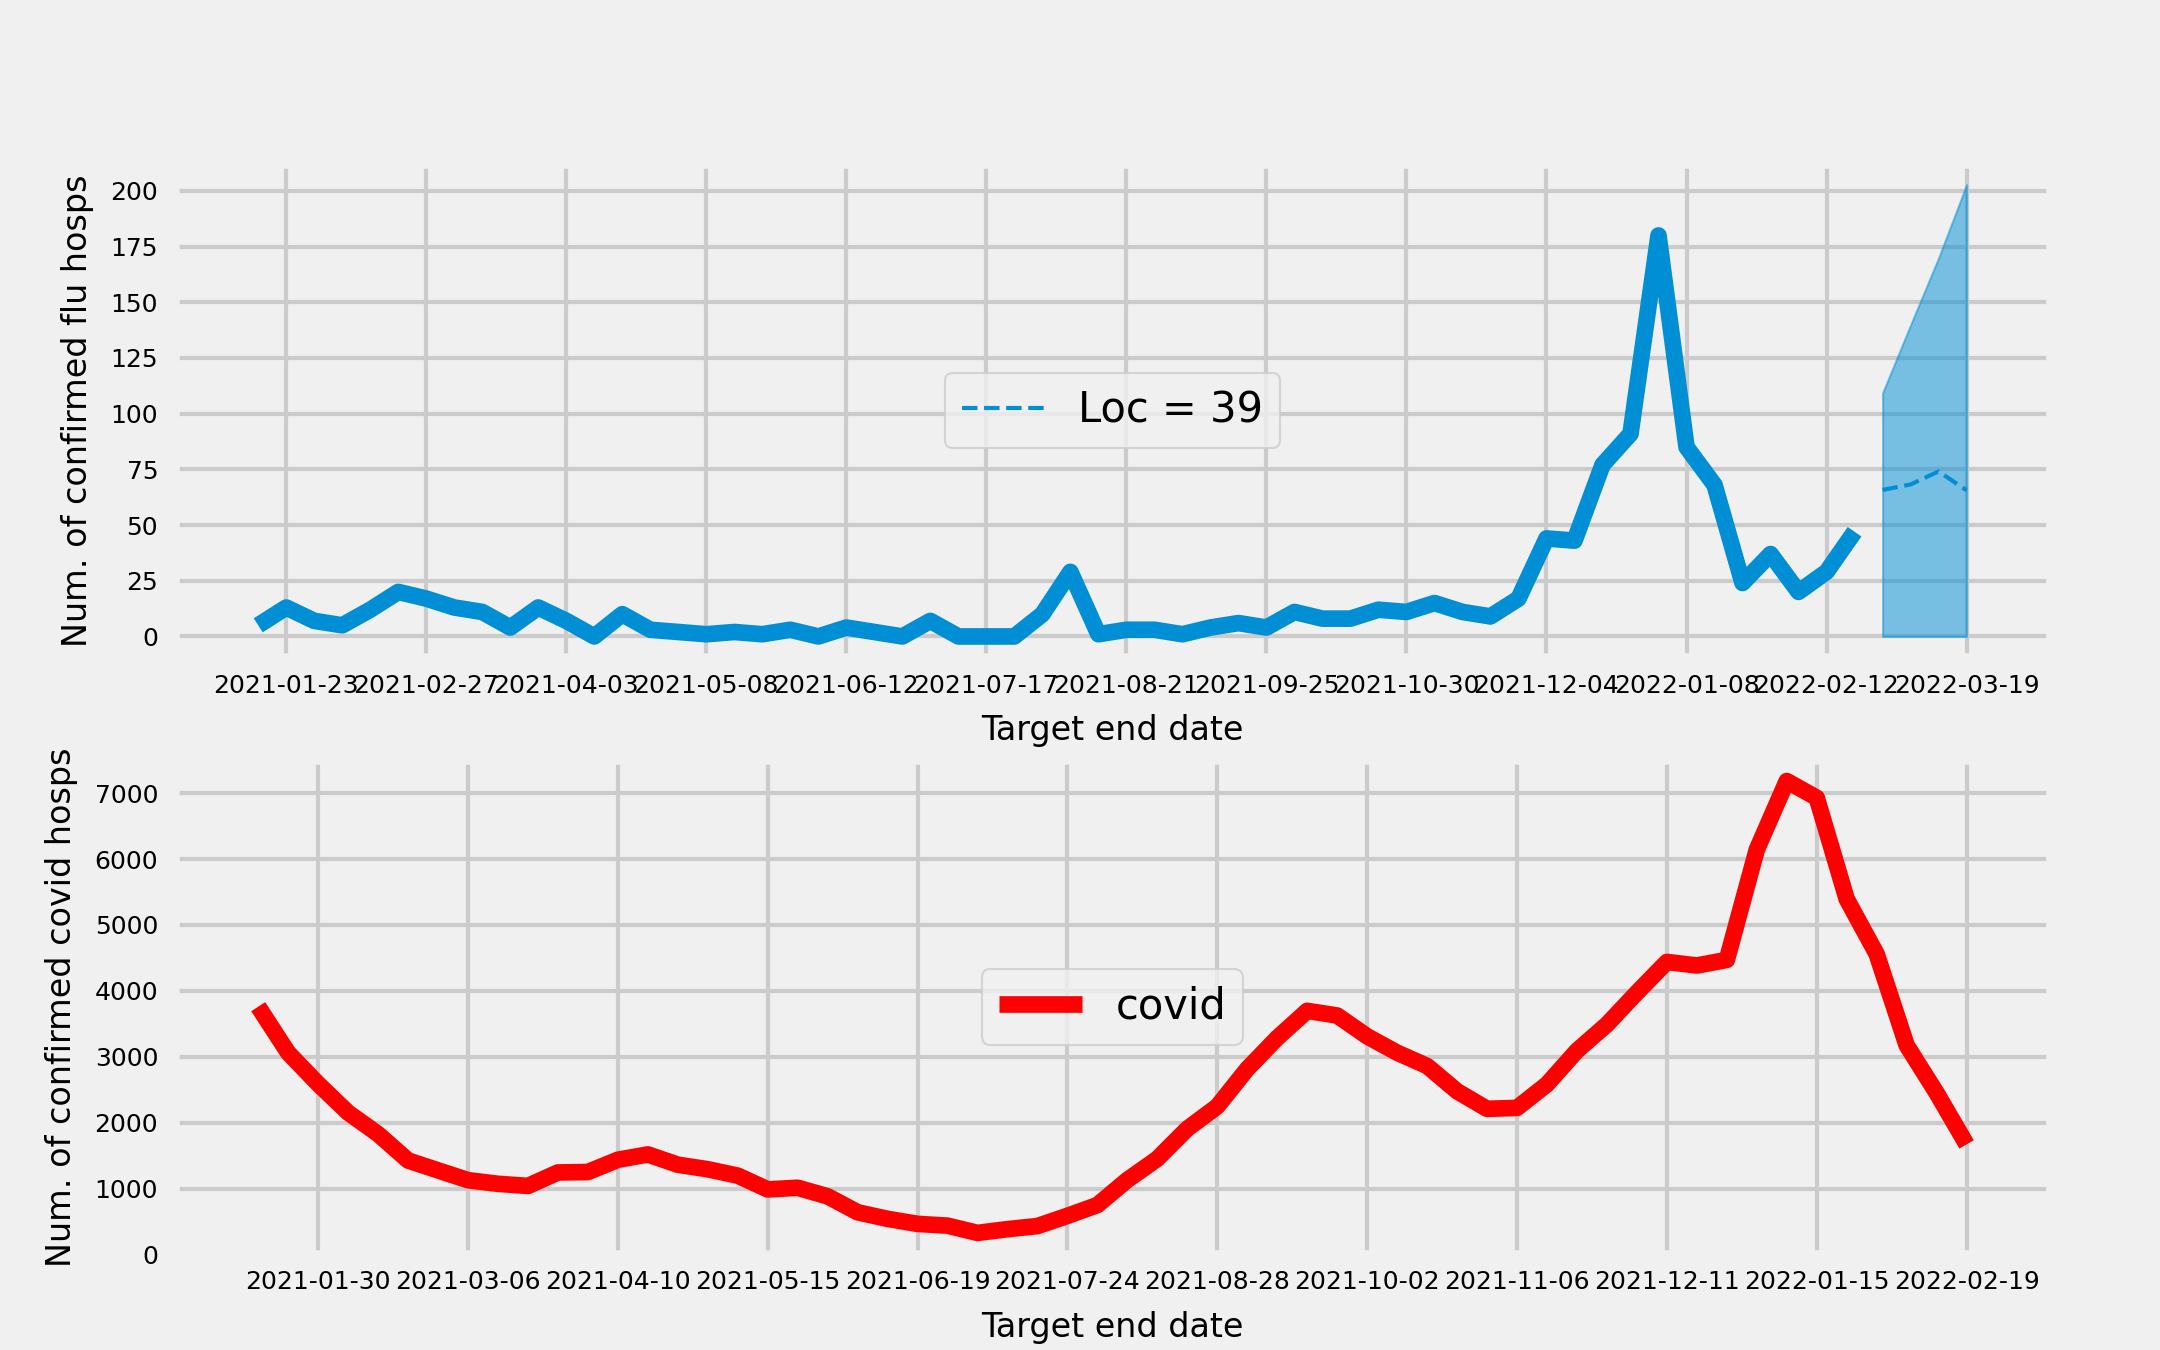 Num. of confirmed flu hosps
200
175
150
125
100
75
50
25
0
Loc = 39
2021-01-23 2021-02-27 2021-04-03 2021-05-08 2021-06-12 2021-07-17 2021-08-21 2021-09-25 2021-10-30 2021-12-04 2022-01-08 2022-02-12 2022-03-19
Target end date
Num. of confirmed covid hosps
7000
6000
5000
4000
3000
2000
1000
0
covid
2021-01-30 2021-03-06 2021-04-10 2021-05-15 2021-06-19 2021-07-24 2021-08-28 2021-10-02 2021-11-06 2021-12-11 2022-01-15 2022-02-19
Target end date